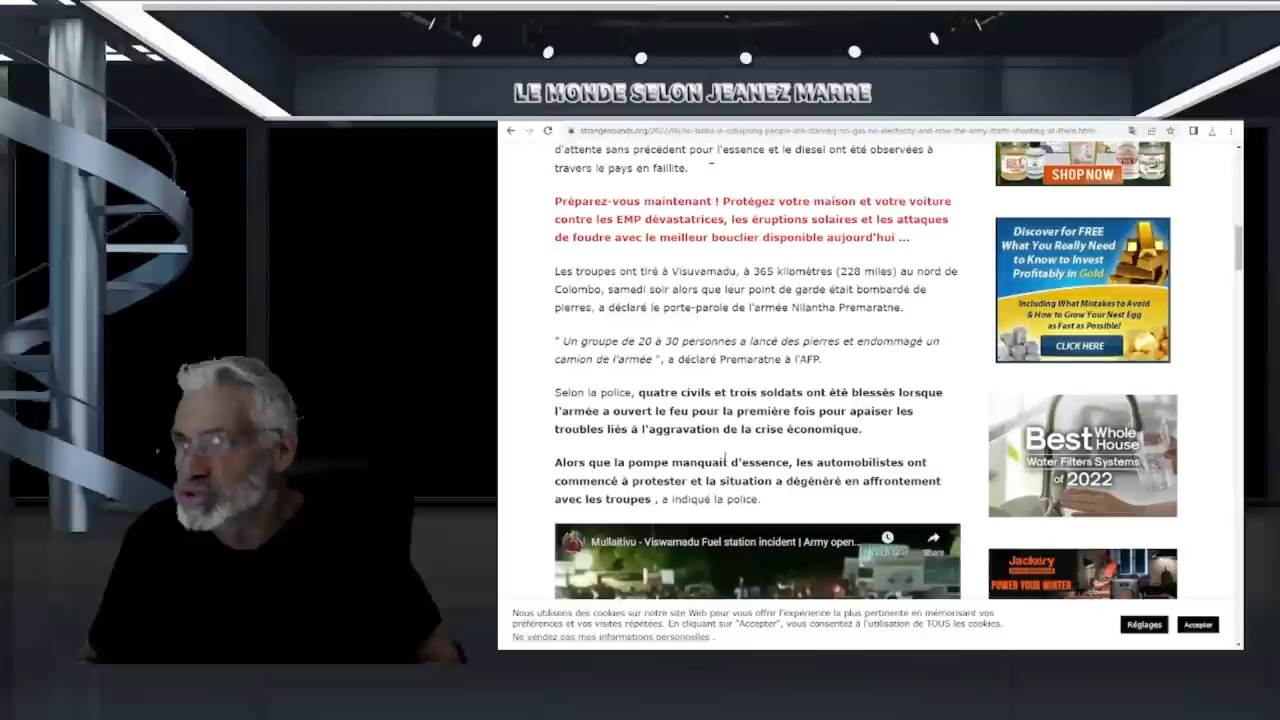 LE MONDE SELON JEANEZ MARRE
strangesounds.org/2022/06/sri-lanka-is-collapsing-people-are-starving-no-gas-no-electricity-and-now-the-army-starts-shooting-at-them.html
d'attente sans précédent pour l'essence et le diesel ont été observées à
travers le pays en faillite.
Préparez-vous maintenant ! Protégez votre maison et votre voiture
contre les EMP dévastatrices, les éruptions solaires et les attaques
de foudre avec le meilleur bouclier disponible aujourd'hui ...
Les troupes ont tiré à Visuvamadu, à 365 kilomètres (228 miles) au nord de
Colombo, samedi soir alors que leur point de garde était bombardé de
pierres, a déclaré le porte-parole de l'armée Nilantha Premaratne.
" Un groupe de 20 à 30 personnes a lancé des pierres et endommagé un
camion de l'armée ", a déclaré Premaratne à l'AFP.
Selon la police, quatre civils et trois soldats ont été blessés lorsque
l'armée a ouvert le feu pour la première fois pour apaiser les
troubles liés à l'aggravation de la crise économique.
Alors que la pompe manquait d'essence, les automobilistes ont
commencé à protester et la situation a dégénéré en affrontement
avec les troupes , a indiqué la police.
Mullaitivu - Viswamadu Fuel station incident | Army open...
Watch later
Share
SHOP NOW
Discover for FREE
What You Really Need
to Know to Invest
Profitably in Gold
Including What Mistakes to Avoid
& How to Grow Your Nest Egg
as Fast as Possible!
CLICK HERE
Best Whole House
Water Filters Systems
of 2022
Jackery
POWER YOUR WINTER
Nous utilisons des cookies sur notre site Web pour vous offrir l'expérience la plus pertinente en mémorisant vos
préférences et vos visites répétées. En cliquant sur "Accepter", vous consentez à l'utilisation de TOUS les cookies.
Ne vendez pas mes informations personnelles .
Réglages
Accepter